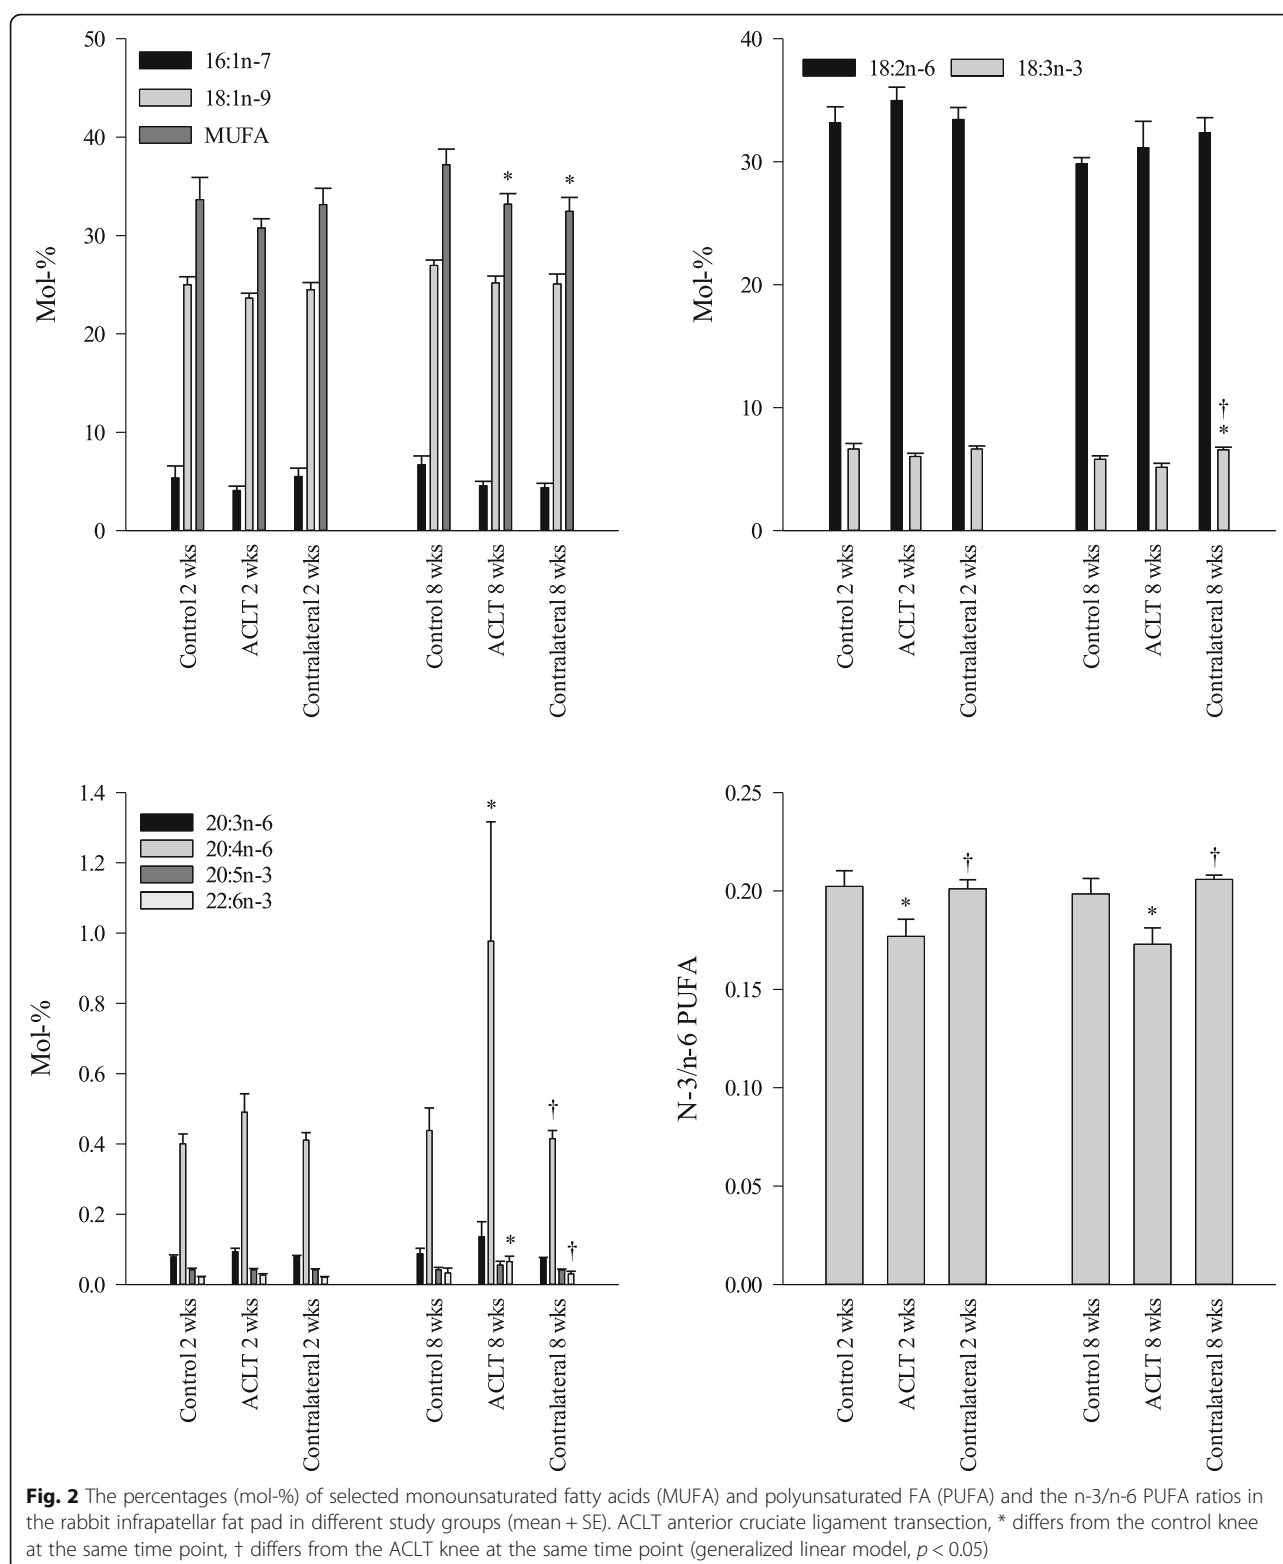 50
40
30
20
10
0
Mol-%
16:1n-7
18:1n-9
MUFA
*
*
Control 2 wks
ACLT 2 wks
Contralateral 2 wks
Control 8 wks
ACLT 8 wks
Contralateral 8 wks
40
30
20
10
0
Mol-%
18:2n-6 18:3n-3
†
*
Control 2 wks
ACLT 2 wks
Contralateral 2 wks
Control 8 wks
ACLT 8 wks
Contralateral 8 wks
1.4
1.2
1.0
0.8
0.6
0.4
0.2
0.0
Mol-%
20:3n-6
20:4n-6
20:5n-3
22:6n-3
*
*
†
†
Control 2 wks
ACLT 2 wks
Contralateral 2 wks
Control 8 wks
ACLT 8 wks
Contralateral 8 wks
0.25
0.20
0.15
0.10
0.05
0.00
N-3/n-6 PUFA
*
†
*
†
Control 2 wks
ACLT 2 wks
Contralateral 2 wks
Control 8 wks
ACLT 8 wks
Contralateral 8 wks
Fig. 2 The percentages (mol-%) of selected monounsaturated fatty acids (MUFA) and polyunsaturated FA (PUFA) and the n-3/n-6 PUFA ratios in
the rabbit infrapatellar fat pad in different study groups (mean + SE). ACLT anterior cruciate ligament transection, * differs from the control knee
at the same time point, † differs from the ACLT knee at the same time point (generalized linear model, p < 0.05)